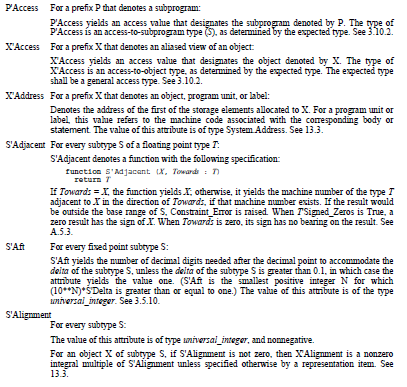 P'Access For a prefix P that denotes a subprogram:
P'Access yields an access value that designates the subprogram denoted by P. The type of
P'Access is an access-to-subprogram type (S), as determined by the expected type. See 3.10.2.
X'Access For a prefix X that denotes an aliased view of an object:
X'Access yields an access value that designates the object denoted by X. The type of
X'Access is an access-to-object type, as determined by the expected type. The expected type
shall be a general access type. See 3.10.2.
X'Address For a prefix X that denotes an object, program unit, or label:
Denotes the address of the first of the storage elements allocated to X. For a program unit or
label, this value refers to the machine code associated with the corresponding body or
statement. The value of this attribute is of type System.Address. See 13.3.
S'Adjacent For every subtype S of a floating point type T:
S'Adjacent denotes a function with the following specification:
function S'Adjacent (X, Towards : T)
return T
If Towards = X, the function yields X; otherwise, it yields the machine number of the type T
adjacent to X in the direction of Towards, if that machine number exists. If the result would
be outside the base range of S, Constraint_Error is raised. When T'Signed_Zeros is True, a
zero result has the sign of X. When Towards is zero, its sign has no bearing on the result. See
A.5.3.
S'Aft For every fixed point subtype S:
S'Aft yields the number of decimal digits needed after the decimal point to accommodate the
delta of the subtype S, unless the delta of the subtype S is greater than 0.1, in which case the
attribute yields the value one. (S'Aft is the smallest positive integer N for which
(10**N)*S'Delta is greater than or equal to one.) The value of this attribute is of the type
universal_integer. See 3.5.10.
S'Alignment
For every subtype S:
The value of this attribute is of type universal_integer, and nonnegative.
For an object X of subtype S, if S'Alignment is not zero, then X'Alignment is a nonzero
integral multiple of S'Alignment unless specified otherwise by a representation item. See
13.3.